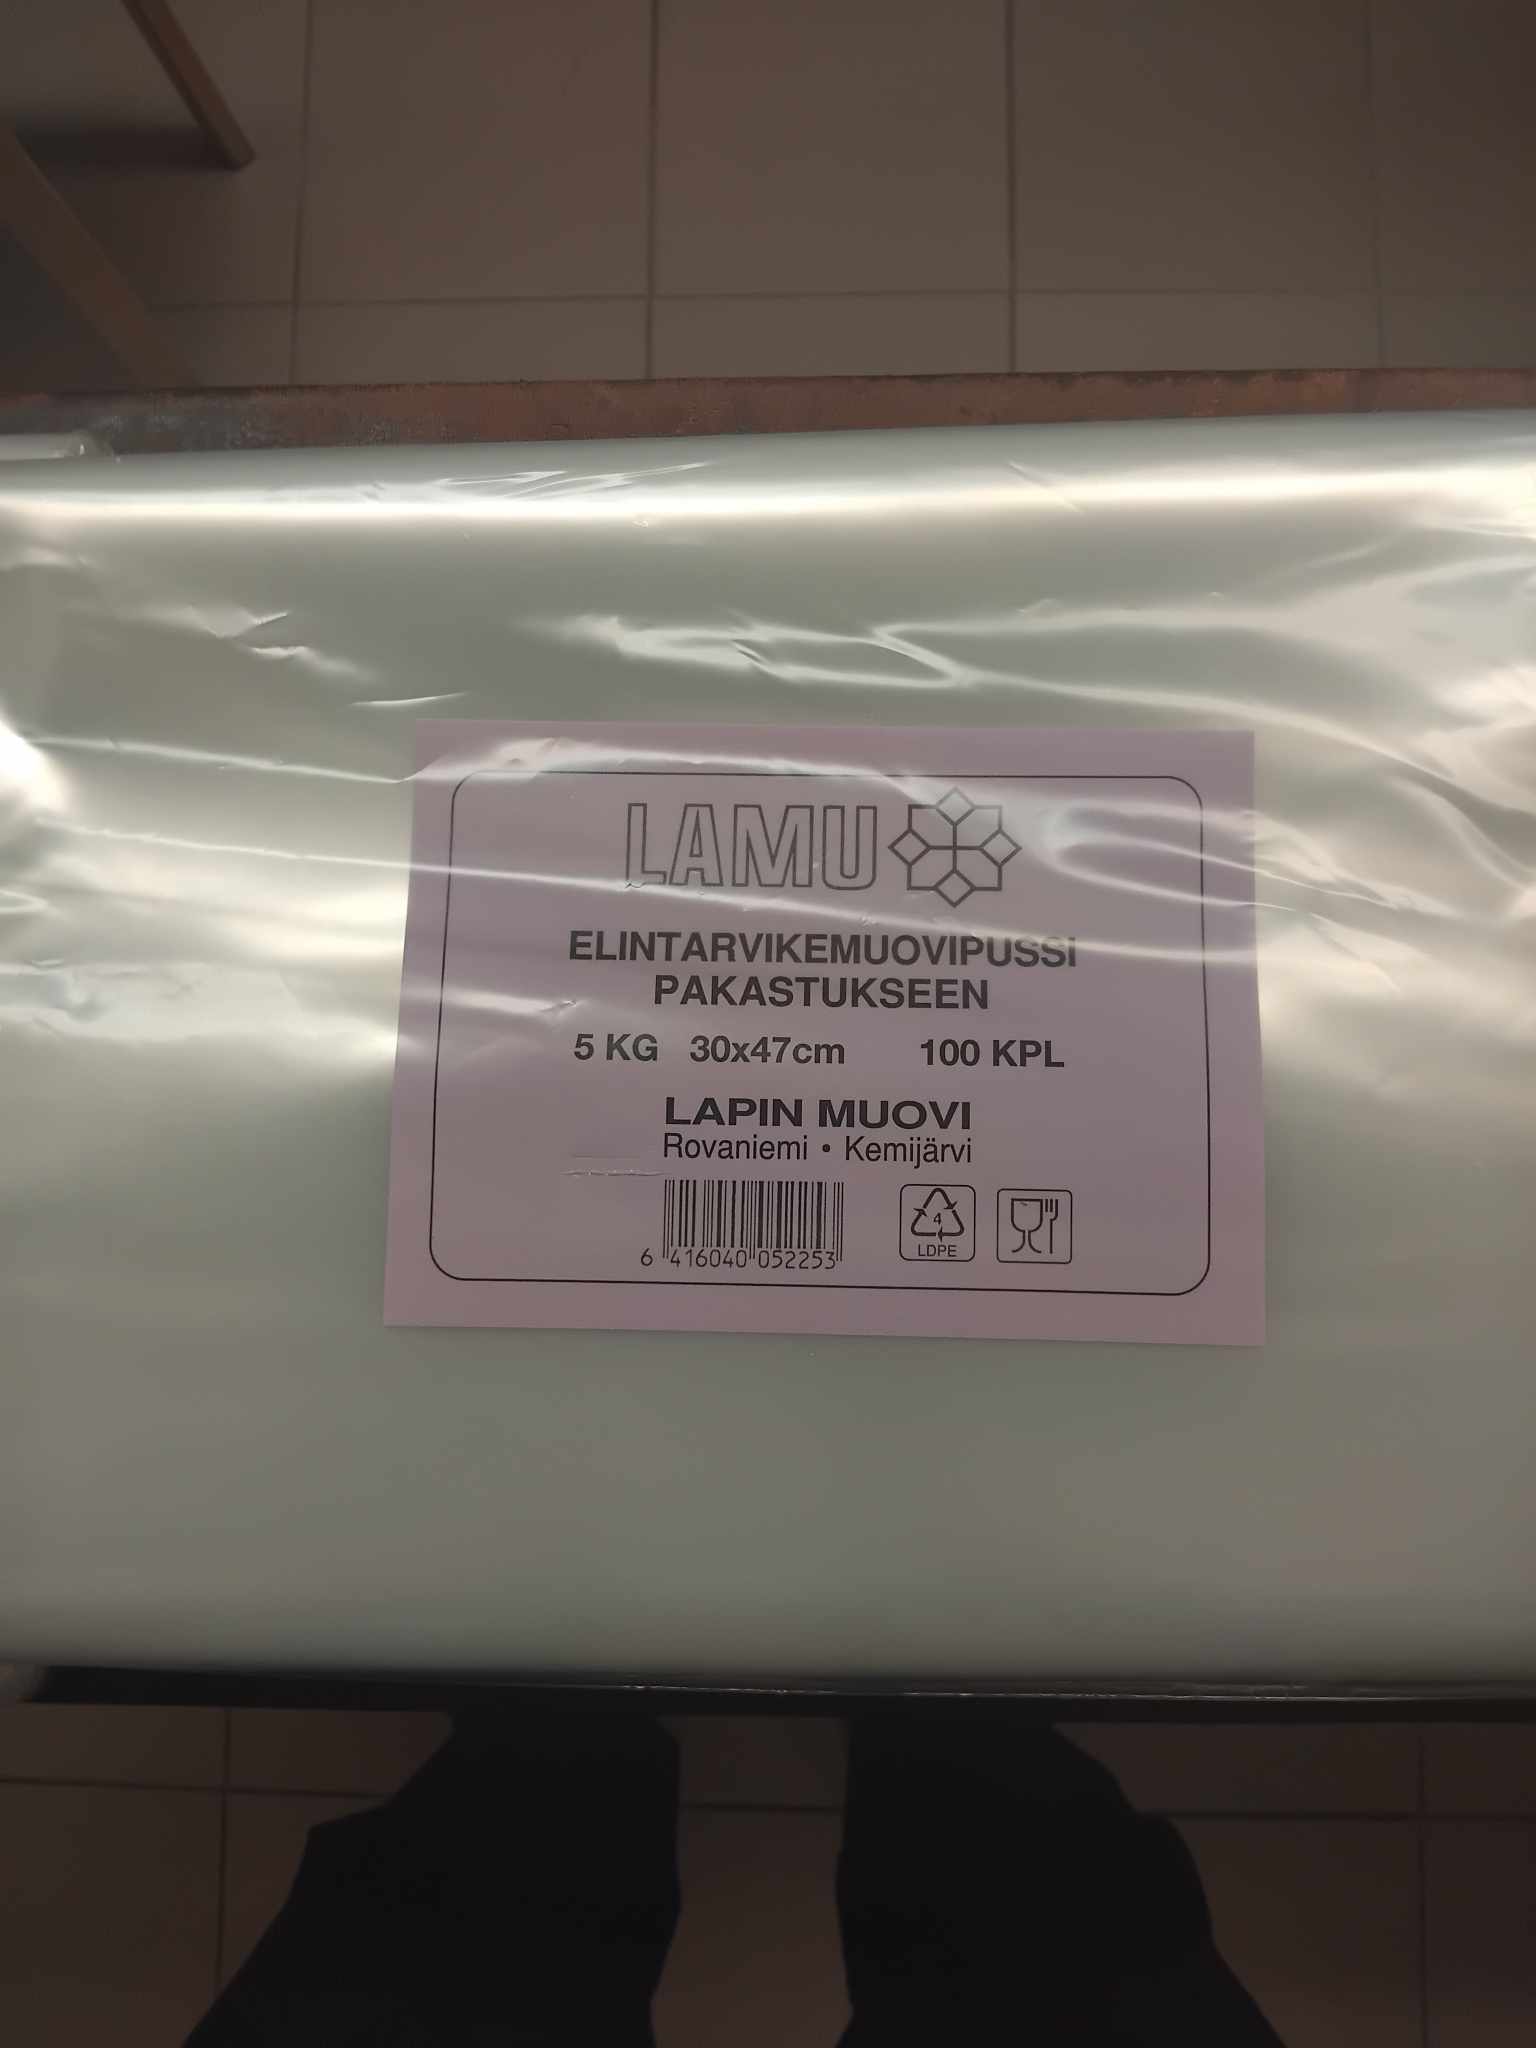 LAMU
ELINTARVIKEMUOVIPUSSI
PAKASTUKSEEN
5 KG 30x47cm 100 KPL
LAPIN MUOVI
Rovaniemi • Kemijärvi
4
LDPE
6 416040 052253